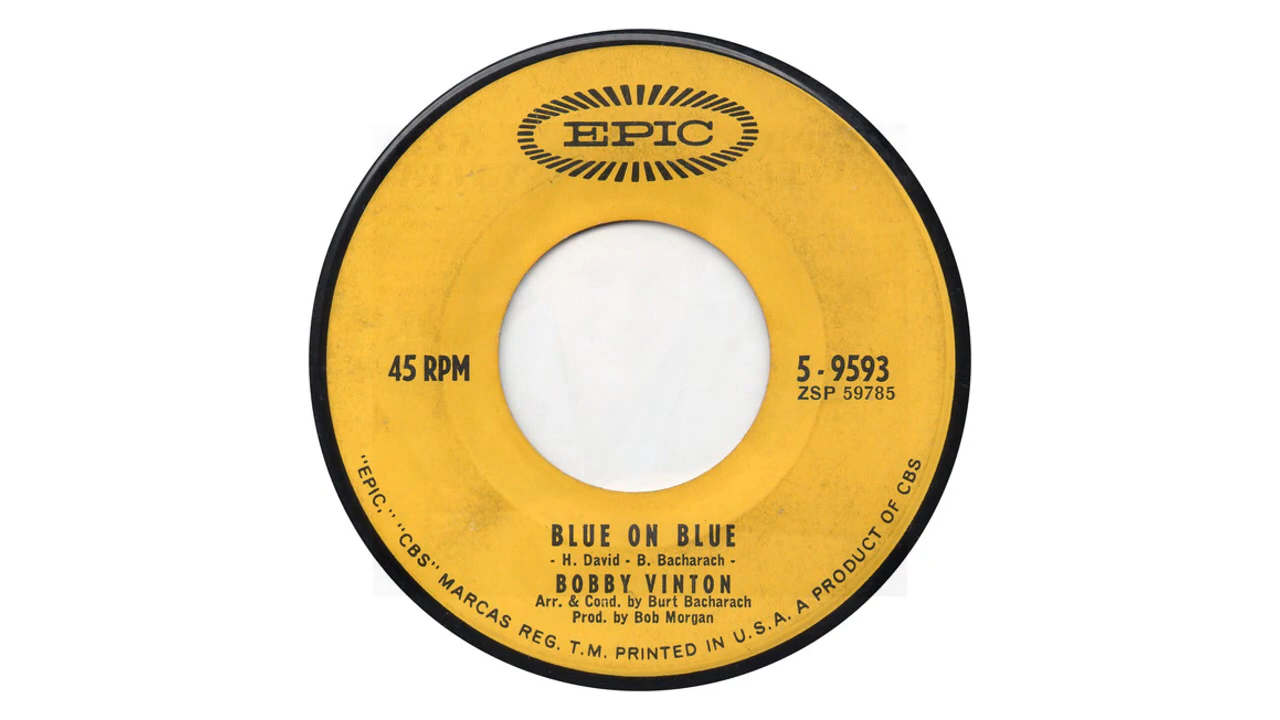 EPIC
45 RPM
5-9593
ZSP 59785
BLUE ON BLUE
- H. David - B. Bacharach -
BOBBY VINTON
Arr. & Cond. by Burt Bacharach
Prod. by Bob Morgan
"EPIC," "CBS" MARCAS REG. T.M. PRINTED IN U.S.A. A PRODUCT OF CBS